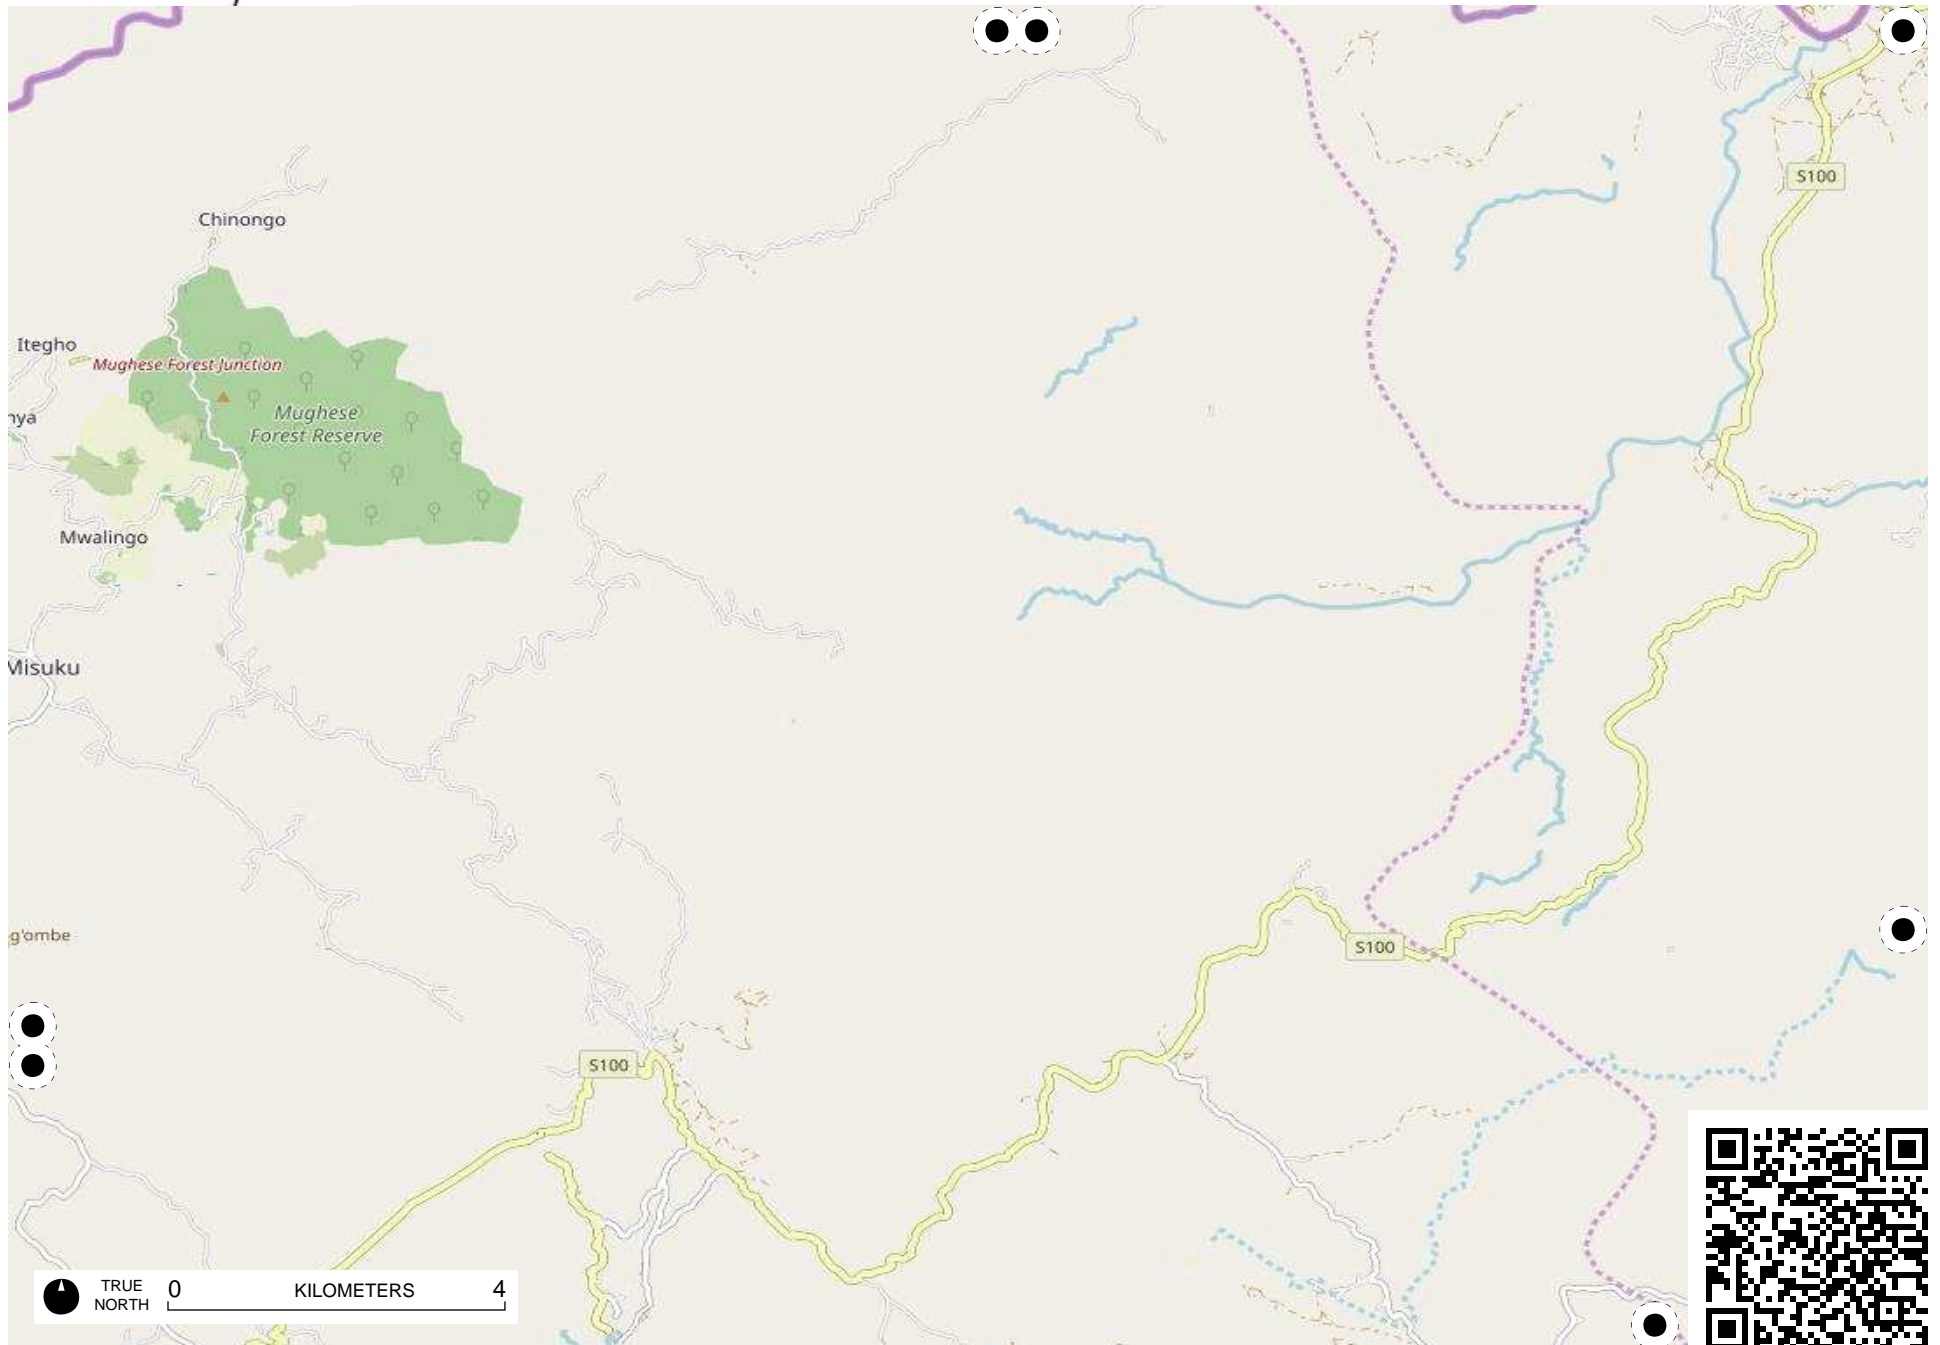 S100
Chinongo
Itegho
Mughese Forest Junction
Mughese
Forest Reserve
nya
Mwalingo
Misuku
g'ombe
S100
S100
TRUE
NORTH
0
KILOMETERS
4